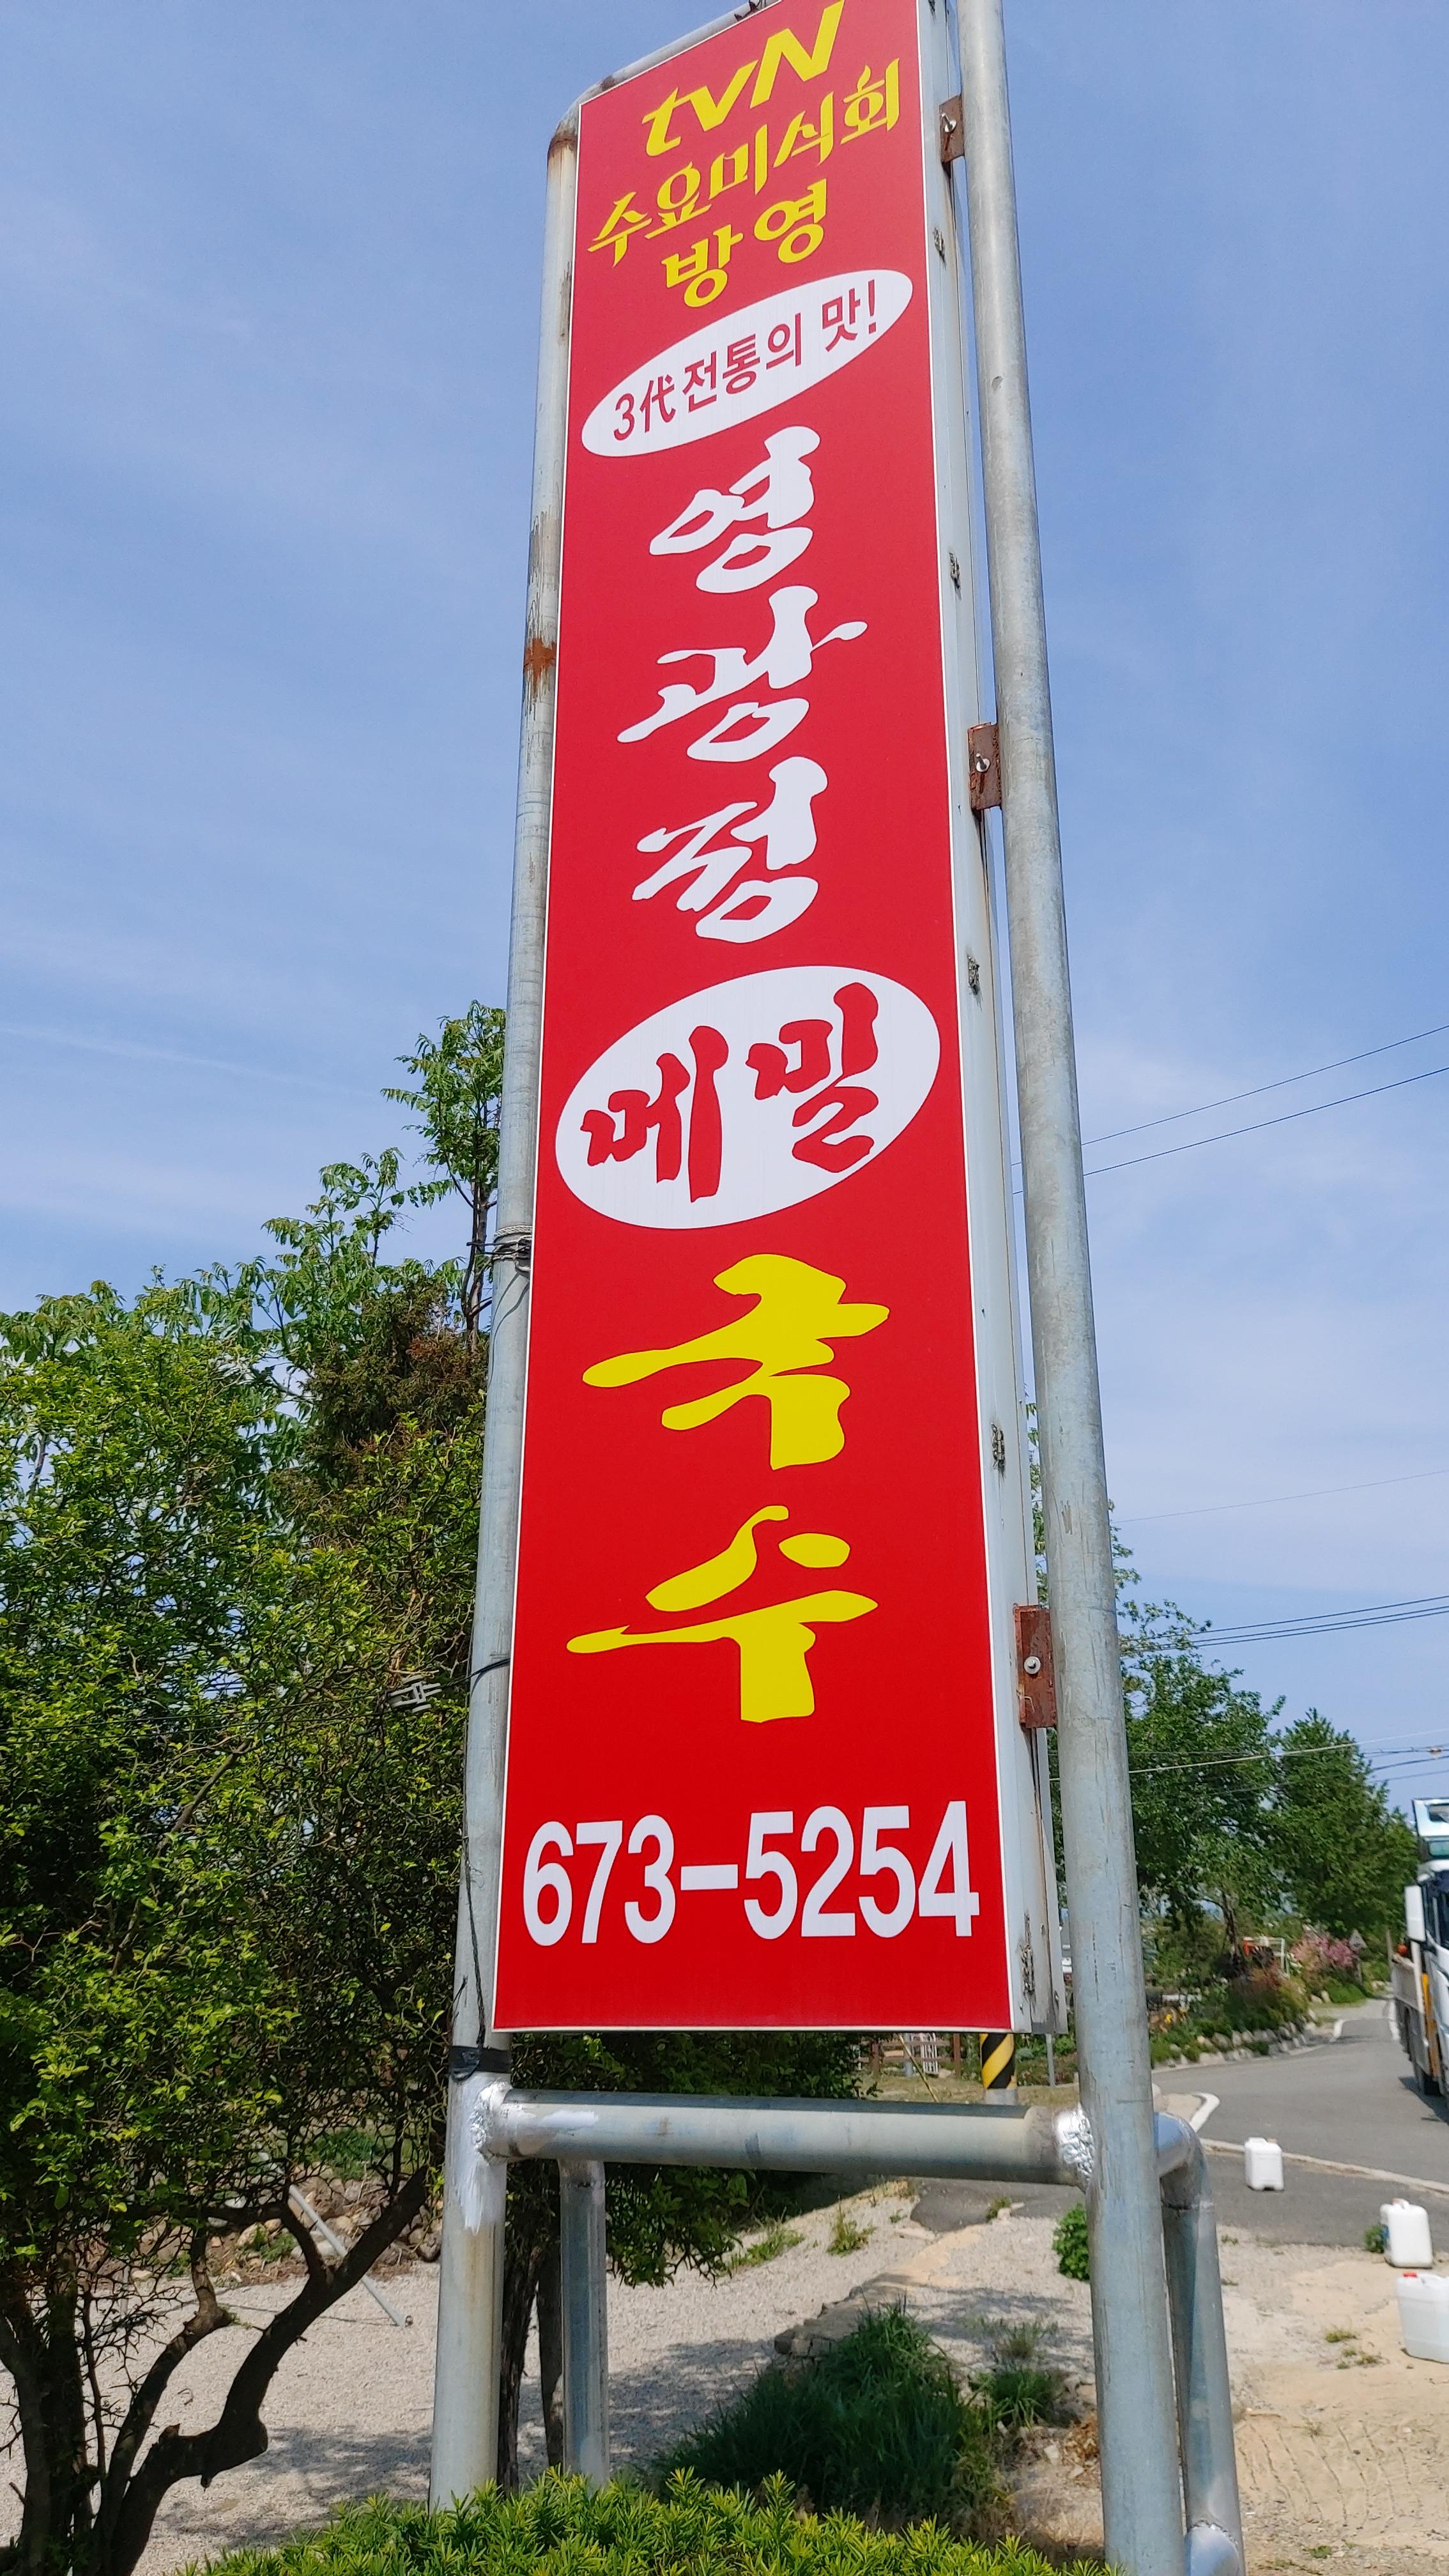 tvN
수요미식회
방영
3代 전통의 맛!
영광정
메밀
국수
673-5254